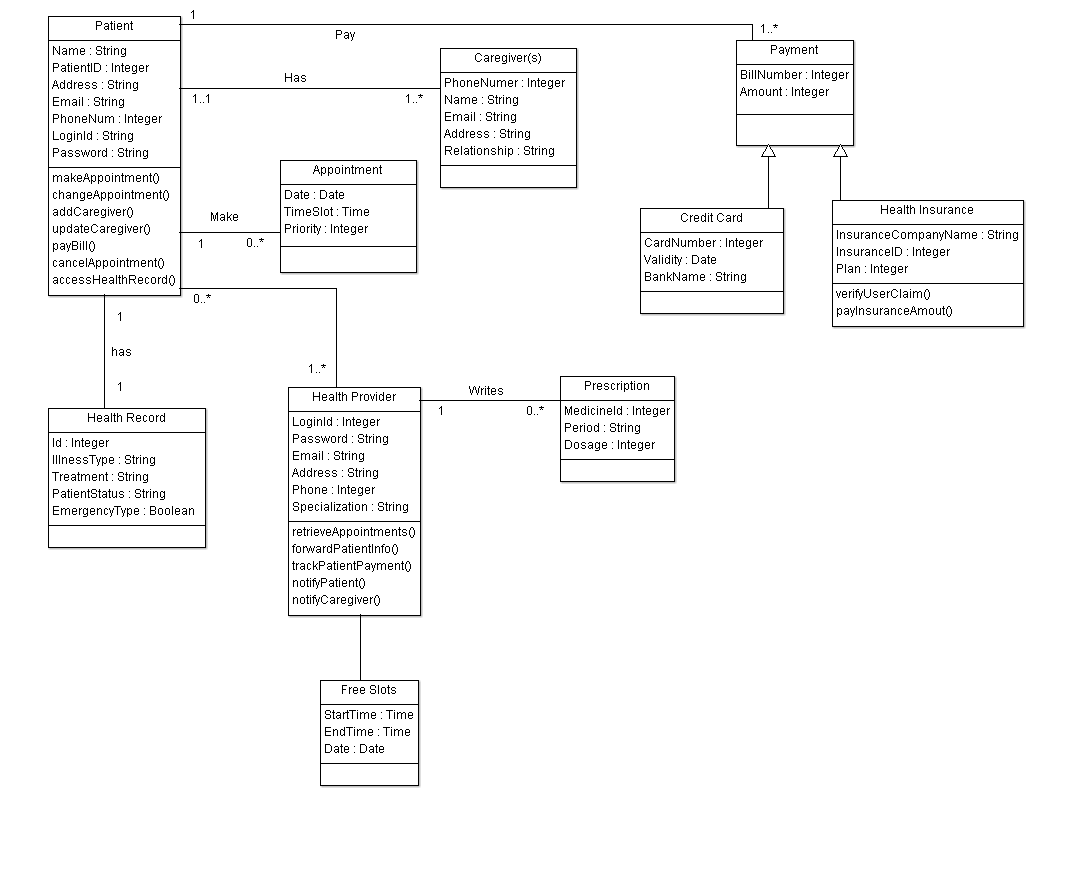 Patient
Name : String
PatientID : Integer
Address : String
Email : String
PhoneNum : Integer
LoginId : String
Password : String
makeAppointment()
changeAppointment()
addCaregiver()
updateCaregiver()
payBill()
cancelAppointment()
accessHealthRecord()
1
Pay
1..*
Has
1..1
1..*
Caregiver(s)
PhoneNumer : Integer
Name : String
Email : String
Address : String
Relationship : String
Payment
BillNumber : Integer
Amount : Integer
Make
1
0..*
Appointment
Date : Date
TimeSlot : Time
Priority : Integer
Credit Card
CardNumber : Integer
Validity : Date
BankName : String
Health Insurance
InsuranceCompanyName : String
InsuranceID : Integer
Plan : Integer
verifyUserClaim()
payInsuranceAmout()
0..*
1..*
1
has
1
Health Record
Id : Integer
IllnessType : String
Treatment : String
PatientStatus : String
EmergencyType : Boolean
Health Provider
LoginId : Integer
Password : String
Email : String
Address : String
Phone : Integer
Specialization : String
retrieveAppointments()
forwardPatientInfo()
trackPatientPayment()
notifyPatient()
notifyCaregiver()
Writes
1
0..*
Prescription
MedicineId : Integer
Period : String
Dosage : Integer
Free Slots
StartTime : Time
EndTime : Time
Date : Date